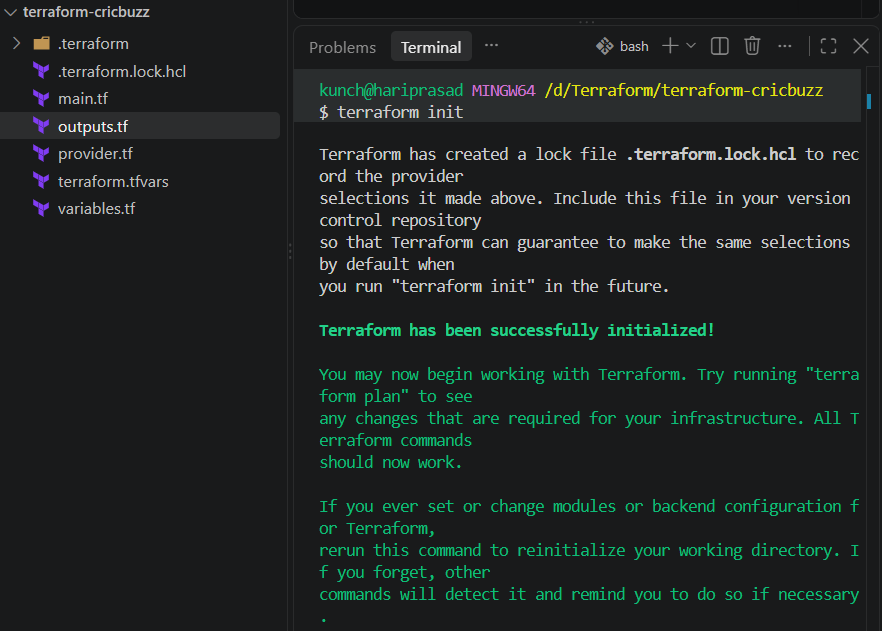 terraform-cricbuzz
.terraform
.terraform.lock.hcl
main.tf
outputs.tf
provider.tf
terraform.tfvars
variables.tf
Problems Terminal ··· bash ···
kunch@hariprasad MINGW64 /d/Terraform/terraform-cricbuzz
$ terraform init
Terraform has created a lock file .terraform.lock.hcl to rec
ord the provider
selections it made above. Include this file in your version
control repository
so that Terraform can guarantee to make the same selections
by default when
you run "terraform init" in the future.
Terraform has been successfully initialized!
You may now begin working with Terraform. Try running "terra
form plan" to see
any changes that are required for your infrastructure. All T
erraform commands
should now work.
If you ever set or change modules or backend configuration f
or Terraform,
rerun this command to reinitialize your working directory. I
f you forget, other
commands will detect it and remind you to do so if necessary
.